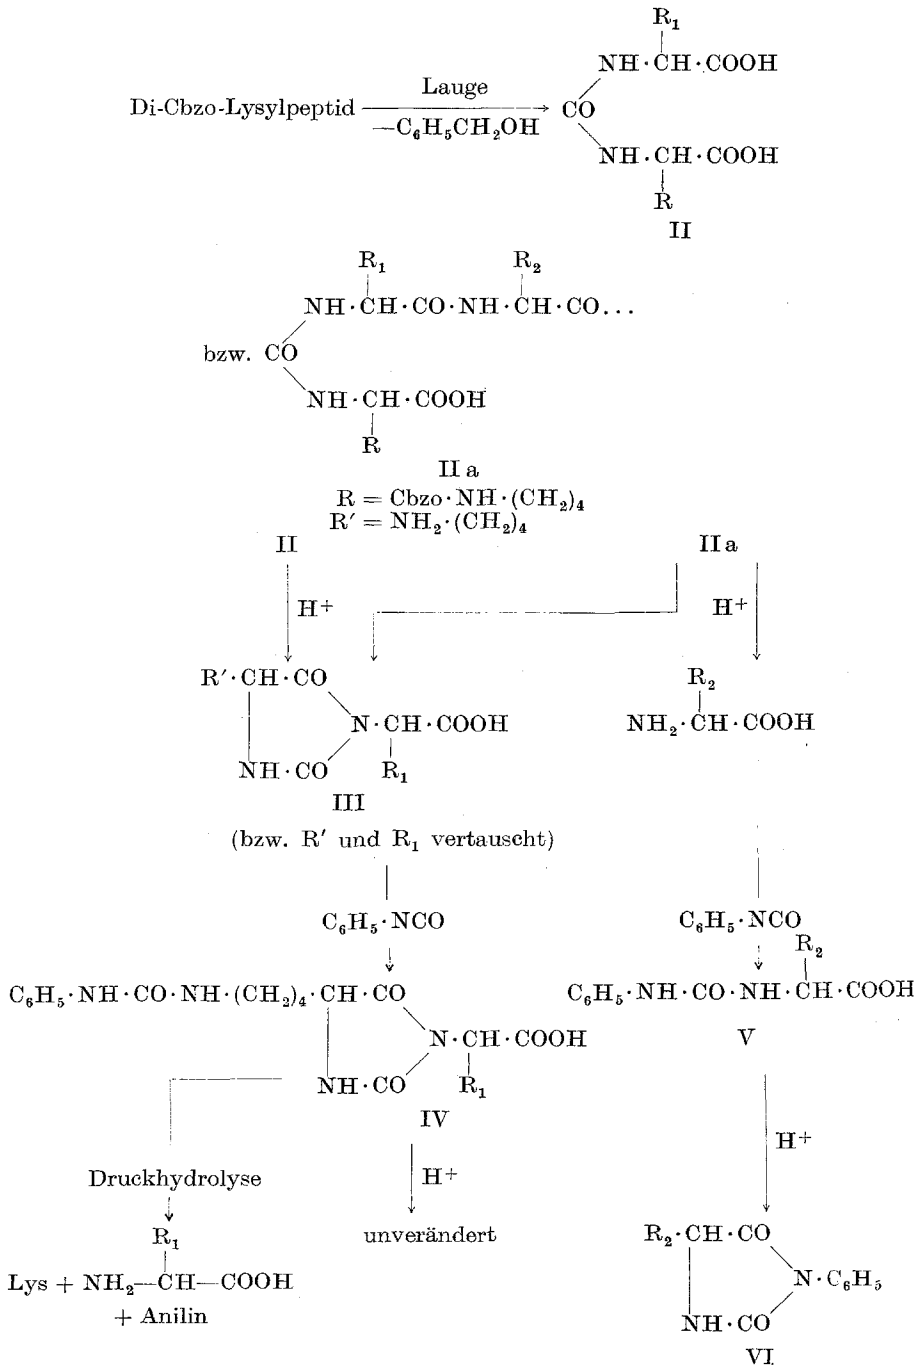 R₁
NH·CH·COOH
Lauge
Di-Cbzo-Lysylpeptid
CO
—C₆H₅CH₂OH
NH·CH·COOH
R
II
R₁ R₂
NH·CH·CO·NH·CH·CO...
bzw. CO
NH·CH·COOH
R
II a
R = Cbzo·NH·(CH₂)₄
R′ = NH₂·(CH₂)₄
II II a
H⁺ H⁺
R′·CH·CO R₂
N·CH·COOH NH₂·CH·COOH
NH·CO R₁
III
(bzw. R′ und R₁ vertauscht)
C₆H₅·NCO C₆H₅·NCO
R₂
C₆H₅·NH·CO·NH·(CH₂)₄·CH·CO C₆H₅·NH·CO·NH·CH·COOH
N·CH·COOH V
NH·CO R₁
IV
H⁺
Druckhydrolyse H⁺
R₁ unverändert R₂·CH·CO
Lys + NH₂—CH—COOH N·C₆H₅
+ Anilin NH·CO
VI